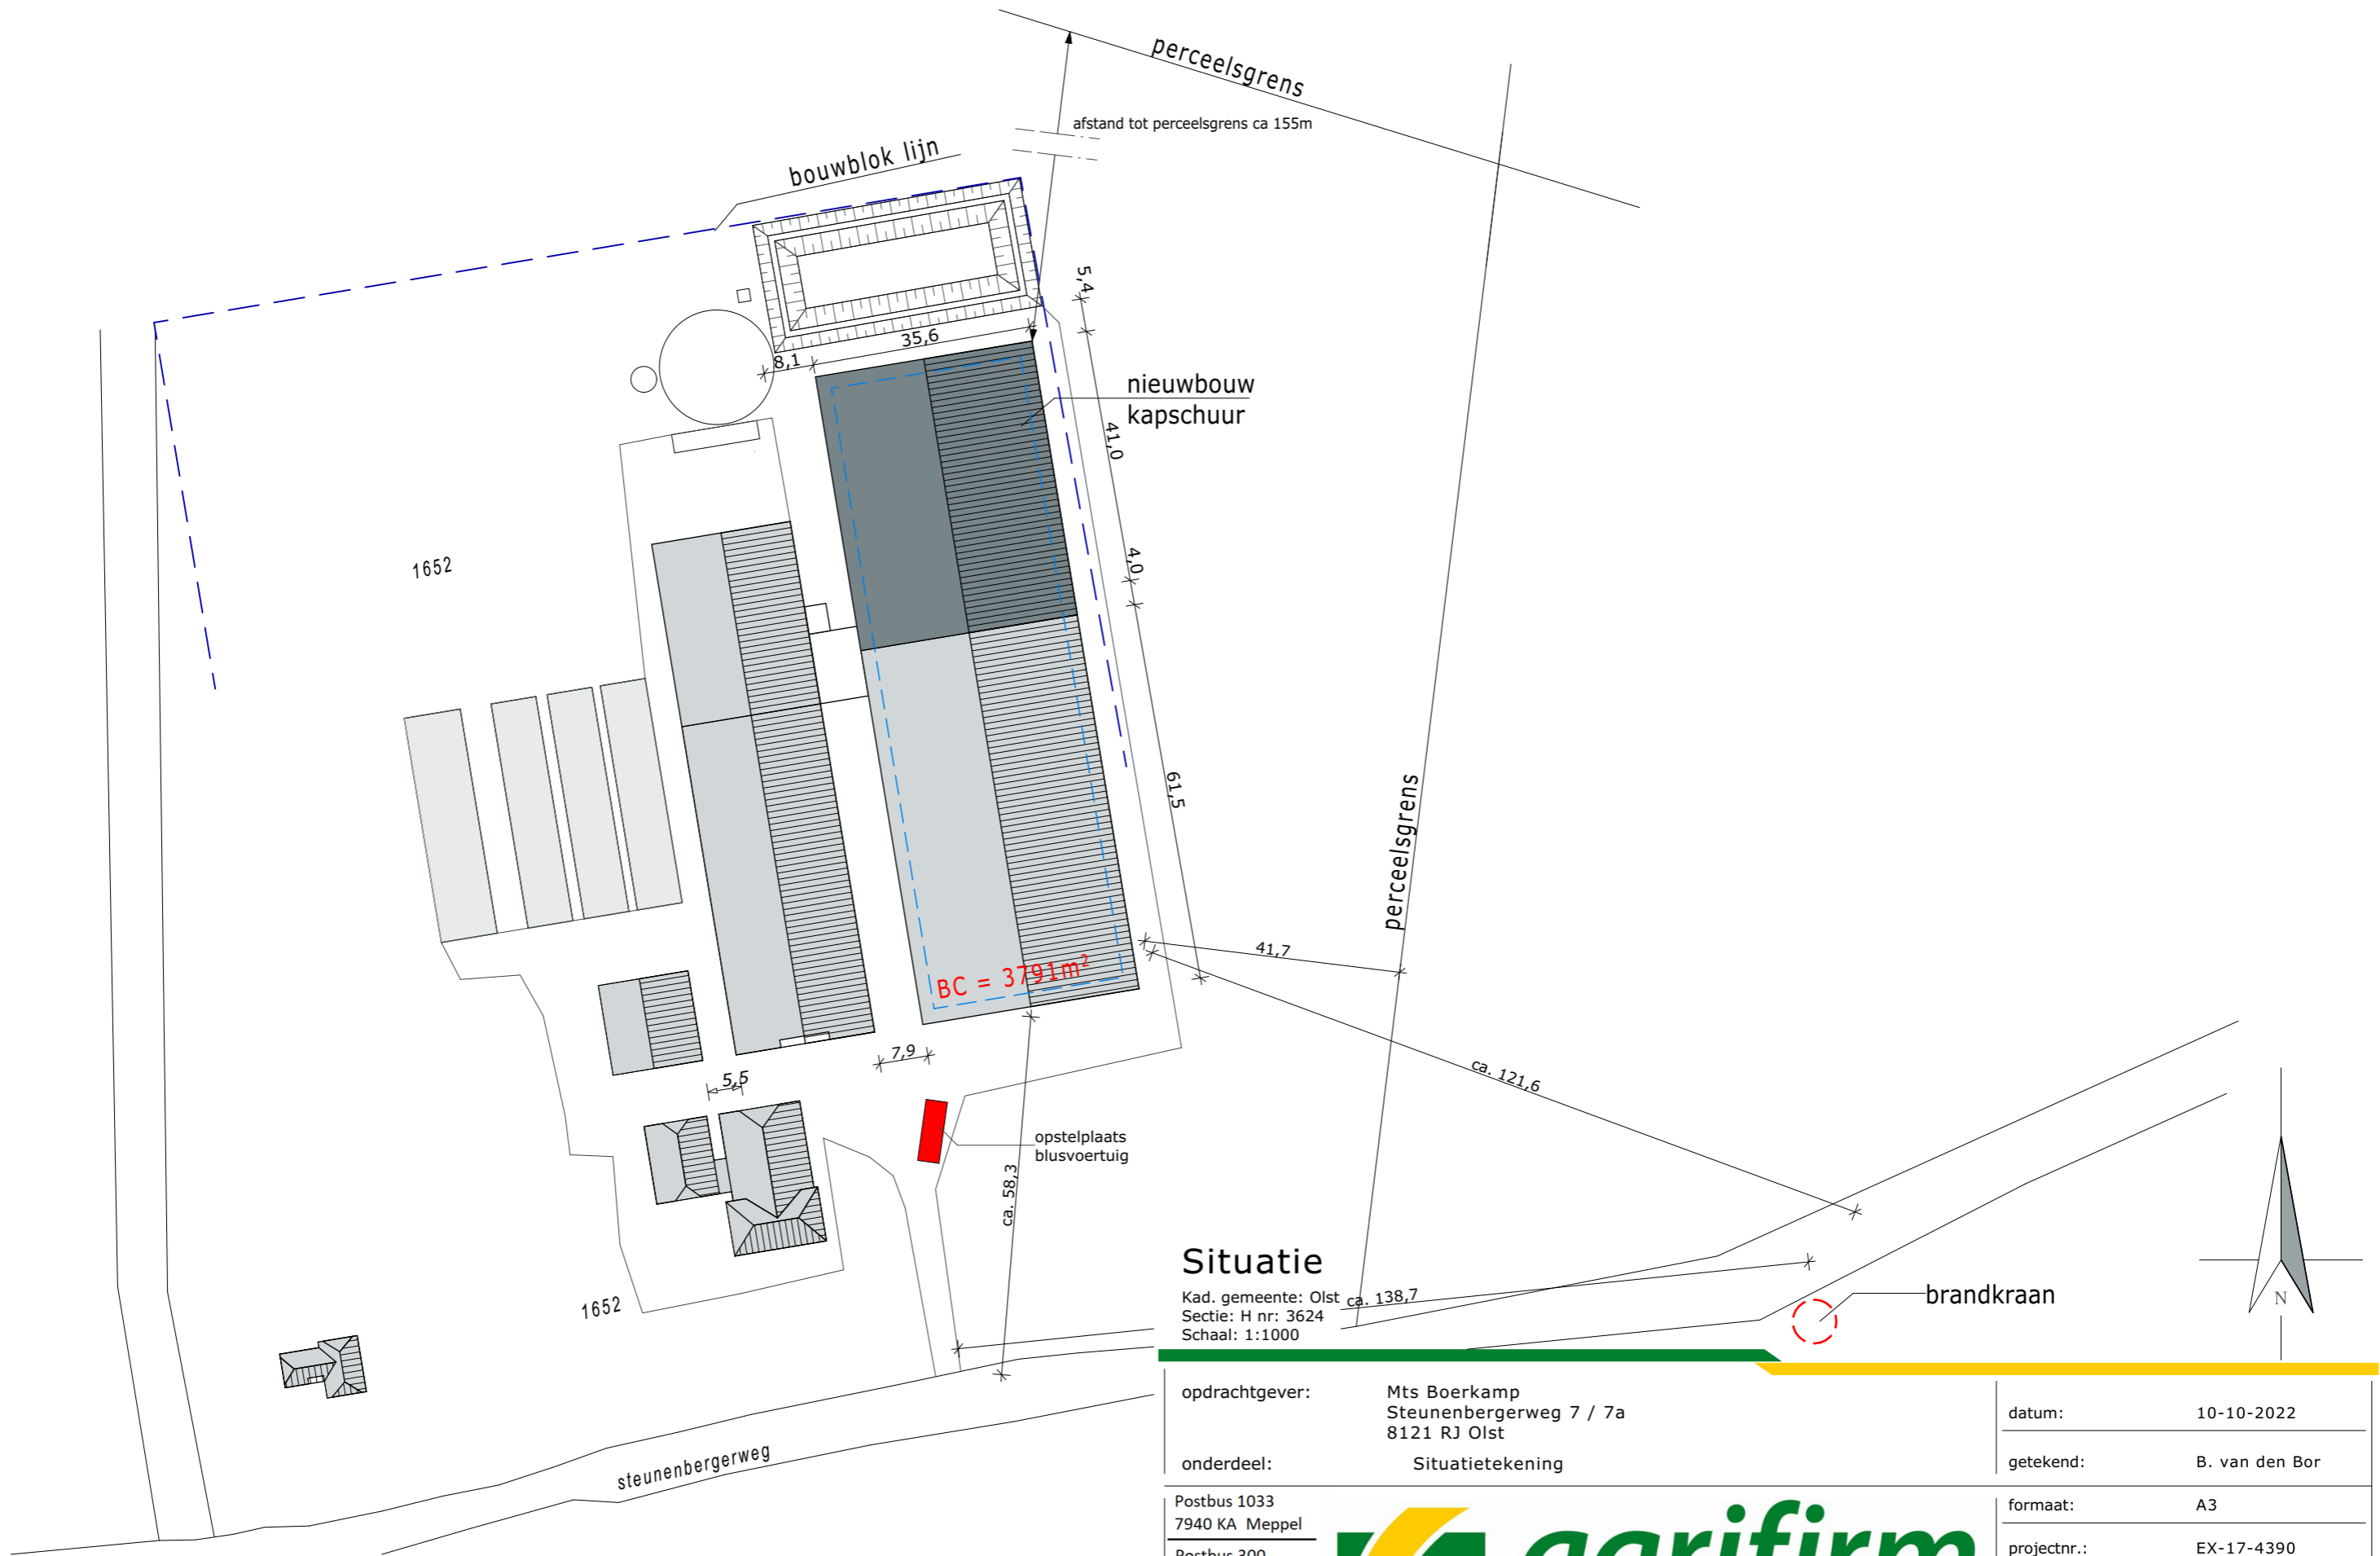 perceelsgrens
afstand tot perceelsgrens ca 155m
bouwblok lijn
5,4
35,6
8,1
nieuwbouw
kapschuur
41,0
4,0
1652
61,5
perceelsgrens
41,7
BC = 3791m²
7,9
5,5
ca. 121,6
opstelplaats
blusvoertuig
ca. 58,3
Situatie
Kad. gemeente: Olst
Sectie: H nr: 3624
Schaal: 1:1000
ca. 138,7
brandkraan
N
1652
steunenbergerweg
opdrachtgever: Mts Boerkamp
Steunenbergerweg 7 / 7a
8121 RJ Olst
datum: 10-10-2022
onderdeel: Situatietekening
getekend: B. van den Bor
Postbus 1033
7940 KA Meppel
formaat: A3
Postbus 300
agrifirm
projectnr.: EX-17-4390